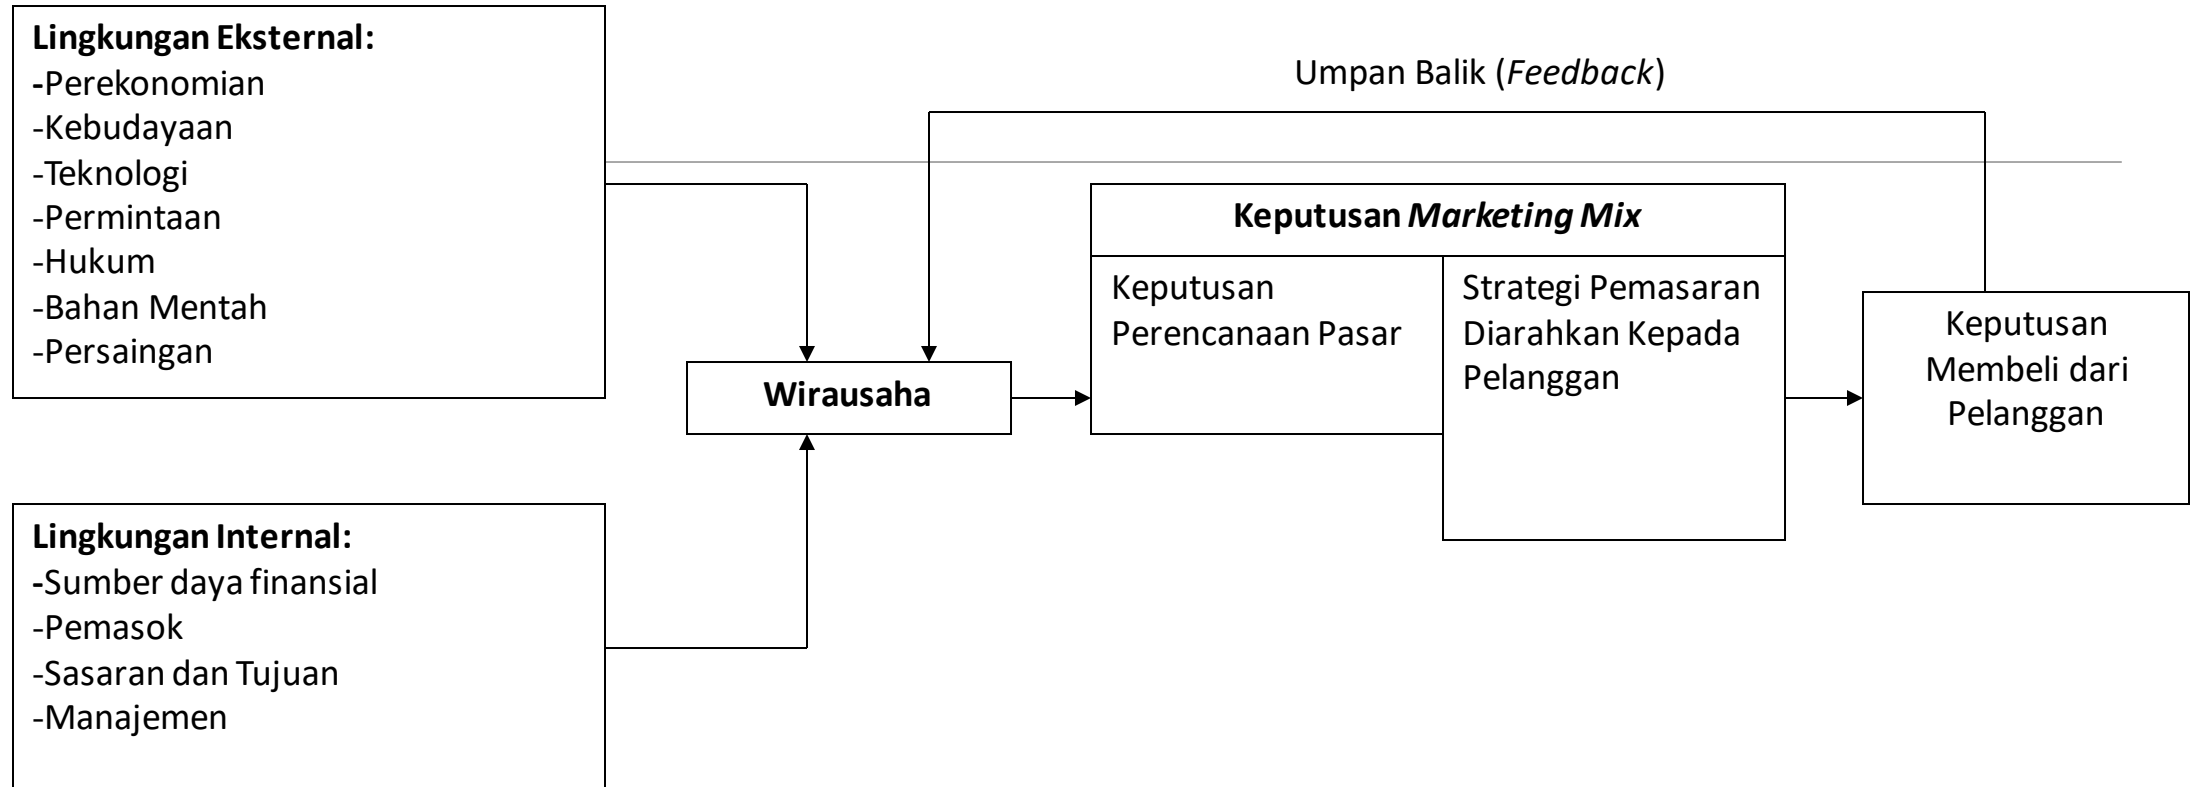 Lingkungan Eksternal:
-Perekonomian
-Kebudayaan
-Teknologi
-Permintaan
-Hukum
-Bahan Mentah
-Persaingan
Lingkungan Internal:
-Sumber daya finansial
-Pemasok
-Sasaran dan Tujuan
-Manajemen
Wirausaha
Umpan Balik (Feedback)
Keputusan Marketing Mix
Keputusan
Perencanaan Pasar
Strategi Pemasaran
Diarahkan Kepada
Pelanggan
Keputusan
Membeli dari
Pelanggan